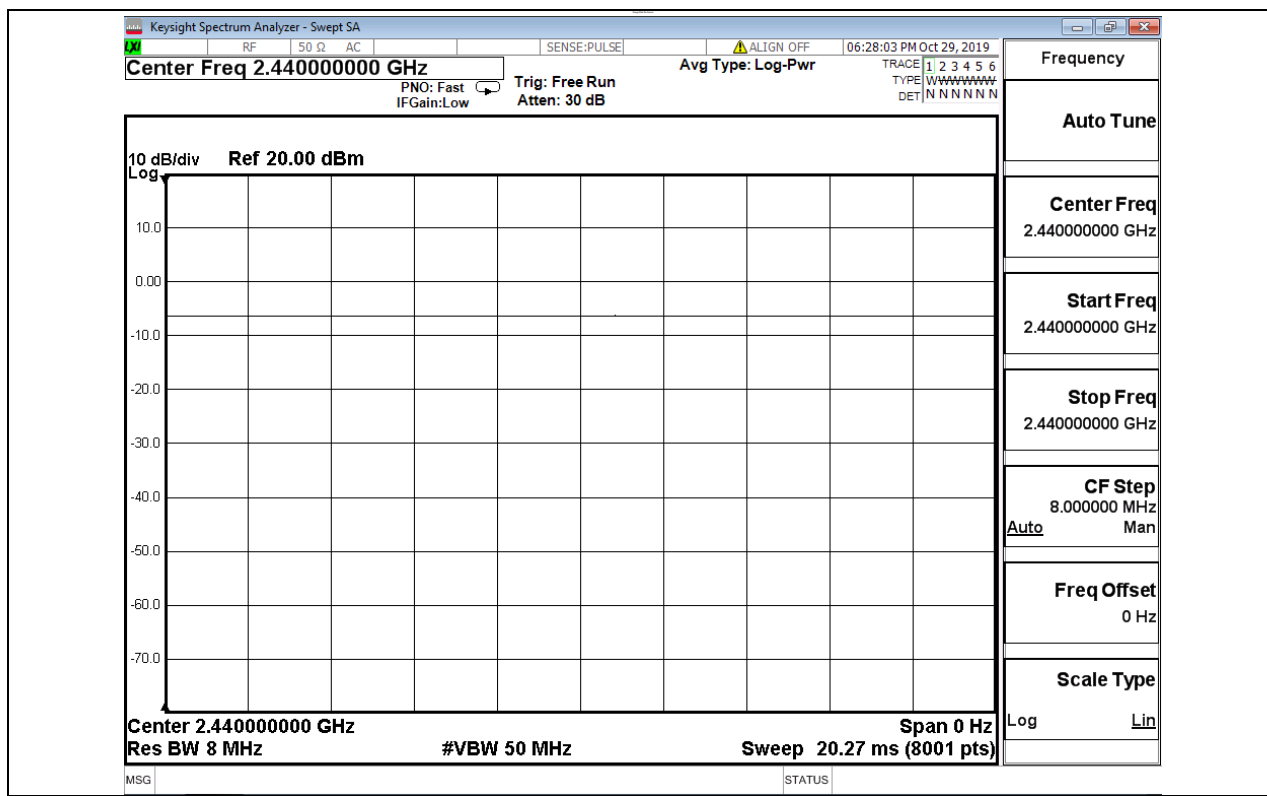 Keysight Spectrum Analyzer - Swept SA
LXI RF 50 Ω AC SENSE:PULSE ALIGN OFF 06:28:03 PM Oct 29, 2019
Center Freq 2.440000000 GHz
PNO: Fast
IFGain:Low
Trig: Free Run
Atten: 30 dB
Avg Type: Log-Pwr
TRACE 1 2 3 4 5 6
TYPE WWWWWWW
DET N N N N N N
10 dB/div Ref 20.00 dBm
Log
10.0
0.00
-10.0
-20.0
-30.0
-40.0
-50.0
-60.0
-70.0
Center 2.440000000 GHz Span 0 Hz
Res BW 8 MHz #VBW 50 MHz Sweep 20.27 ms (8001 pts)
MSG STATUS
Frequency
Auto Tune
Center Freq
2.440000000 GHz
Start Freq
2.440000000 GHz
Stop Freq
2.440000000 GHz
CF Step
8.000000 MHz
Auto Man
Freq Offset
0 Hz
Scale Type
Log Lin